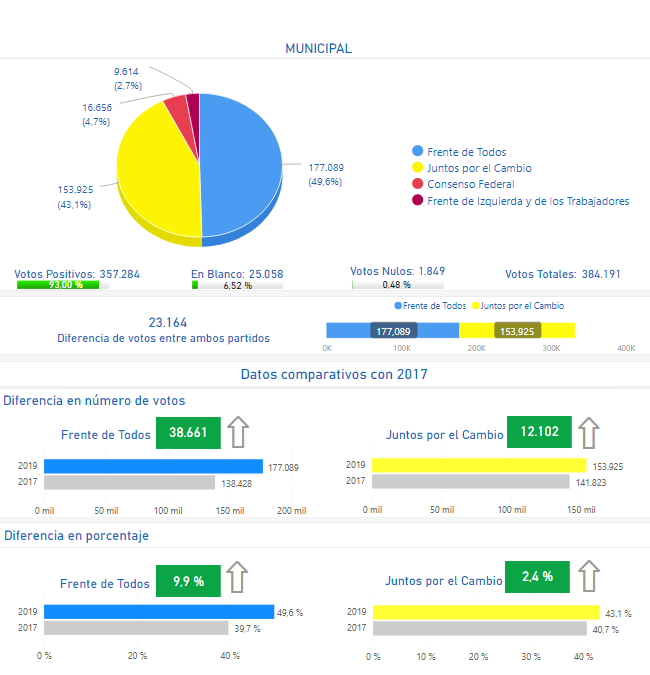 MUNICIPAL
9.614
(2,7%)
16.656
(4,7%)
177.089
(49,6%)
153.925
(43,1%)
Frente de Todos
Juntos por el Cambio
Consenso Federal
Frente de Izquierda y de los Trabajadores
Votos Positivos: 357.284
93,00 %
En Blanco: 25.058
6,52 %
Votos Nulos: 1.849
0,48 %
Votos Totales: 384.191
23.164
Diferencia de votos entre ambos partidos
Frente de Todos Juntos por el Cambio
177,089 153,925
0K 100K 200K 300K 400K
Datos comparativos con 2017
Diferencia en número de votos
Frente de Todos 38.661
2019 177.089
2017 138.428
0 mil 50 mil 100 mil 150 mil 200 mil
Juntos por el Cambio 12.102
2019 153.925
2017 141.823
0 mil 50 mil 100 mil 150 mil
Diferencia en porcentaje
Frente de Todos 9,9 %
2019 49,6 %
2017 39,7 %
0 % 20 % 40 %
Juntos por el Cambio 2,4 %
2019 43,1 %
2017 40,7 %
0 % 10 % 20 % 30 % 40 %